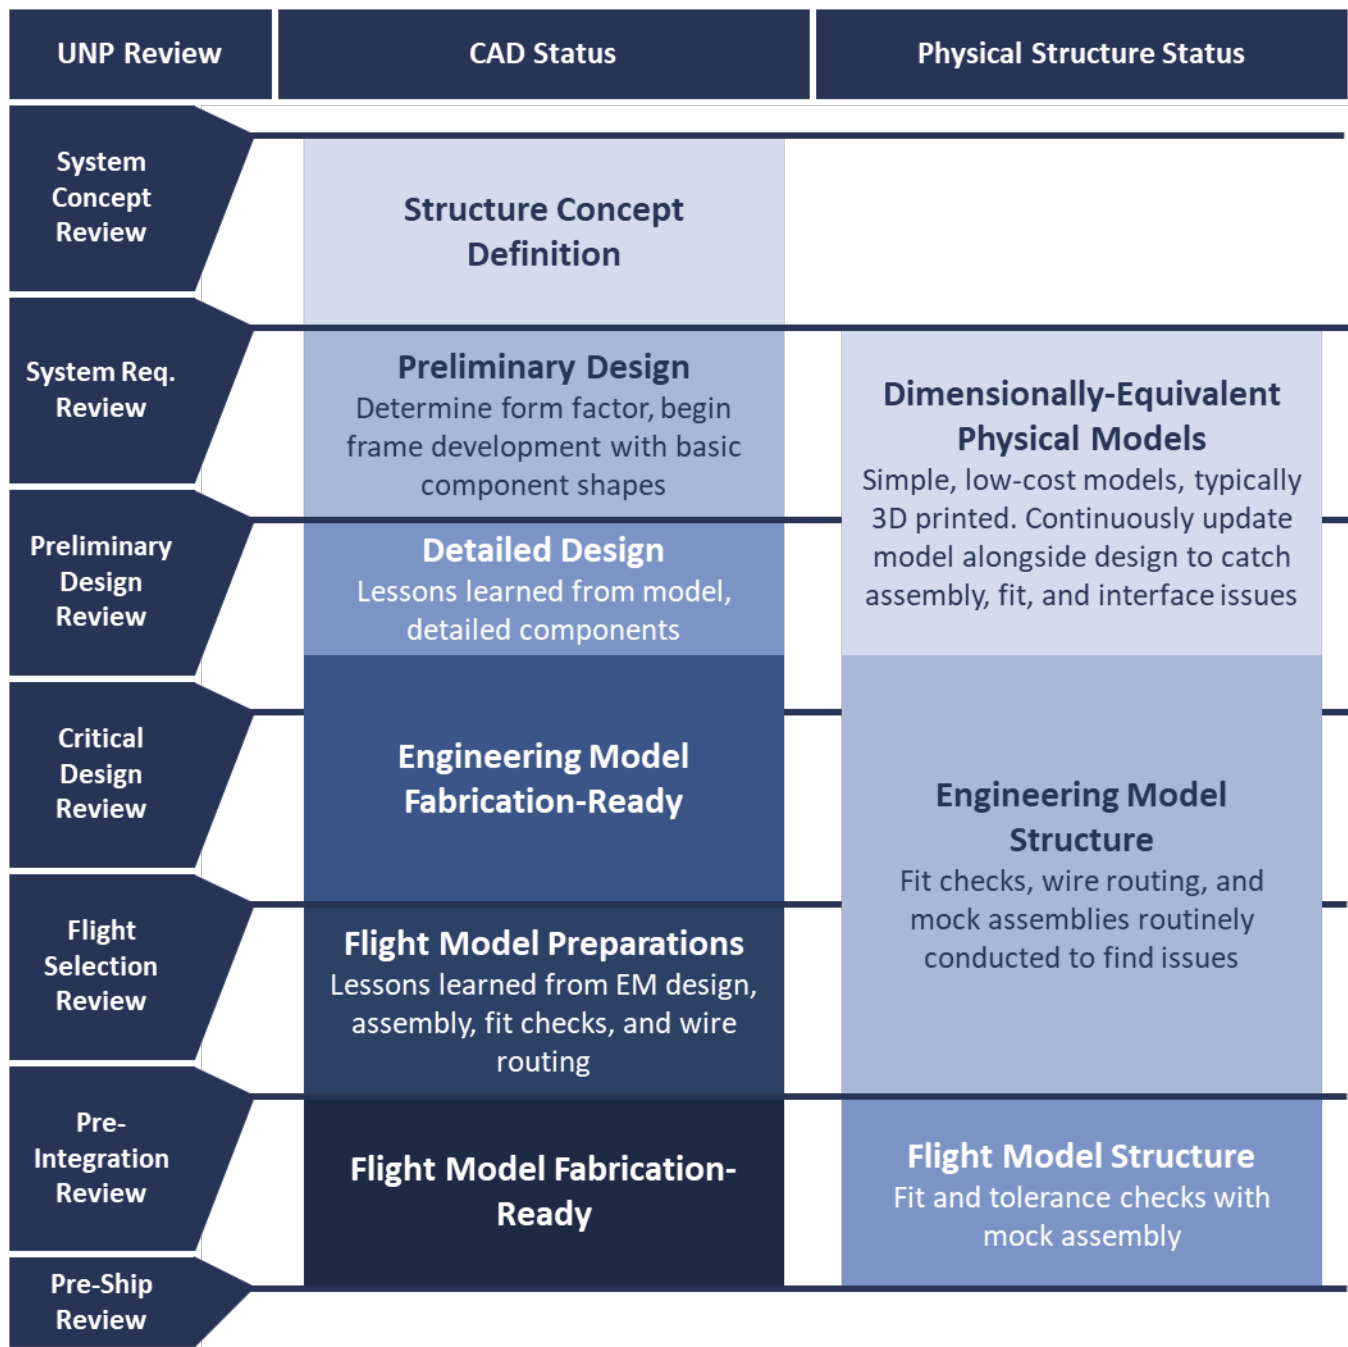 UNP Review
CAD Status
Physical Structure Status
System
Concept
Review
Structure Concept
Definition
System Req.
Review
Preliminary Design
Determine form factor, begin
frame development with basic
component shapes
Dimensionally-Equivalent
Physical Models
Simple, low-cost models, typically
3D printed. Continuously update
model alongside design to catch
assembly, fit, and interface issues
Preliminary
Design
Review
Detailed Design
Lessons learned from model,
detailed components
Critical
Design
Review
Engineering Model
Fabrication-Ready
Engineering Model
Structure
Fit checks, wire routing, and
mock assemblies routinely
conducted to find issues
Flight
Selection
Review
Flight Model Preparations
Lessons learned from EM design,
assembly, fit checks, and wire
routing
Pre-
Integration
Review
Flight Model Fabrication-
Ready
Flight Model Structure
Fit and tolerance checks with
mock assembly
Pre-Ship
Review